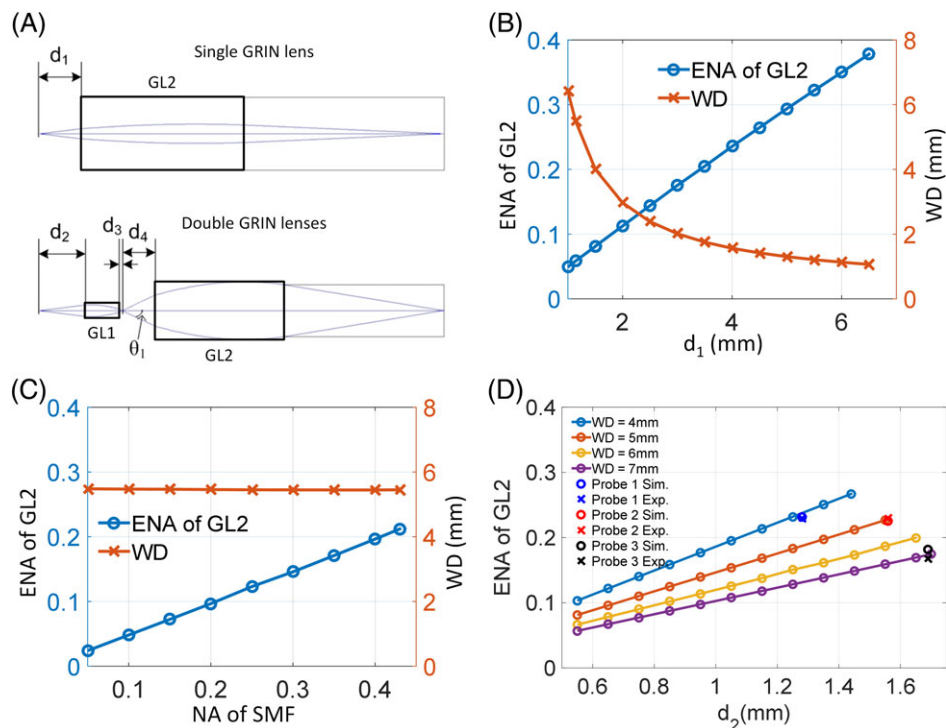 (A)
Single GRIN lens
d1
GL2
Double GRIN lenses
d2
d3
d4
GL1
θ1
GL2
(B)
ENA of GL2
0.4
0.3
0.2
0.1
0
ENA of GL2
WD
2
4
6
d1 (mm)
8
6
4
2
0
WD (mm)
(C)
ENA of GL2
0.4
0.3
0.2
0.1
0
ENA of GL2
WD
0.1
0.2
0.3
0.4
NA of SMF
8
6
4
2
0
WD (mm)
(D)
ENA of GL2
0.4
0.3
0.2
0.1
0
WD = 4mm
WD = 5mm
WD = 6mm
WD = 7mm
Probe 1 Sim.
Probe 1 Exp.
Probe 2 Sim.
Probe 2 Exp.
Probe 3 Sim.
Probe 3 Exp.
0.6
0.8
1
1.2
1.4
1.6
d2(mm)